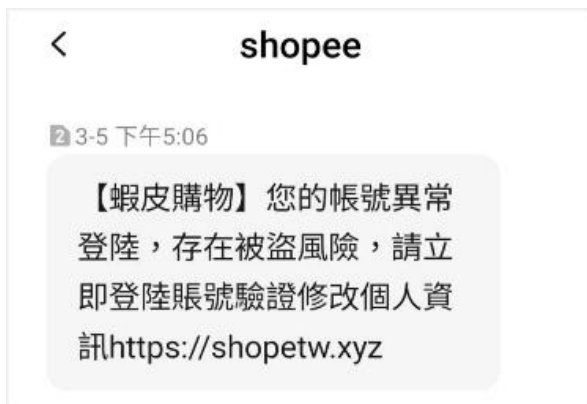 shopee
2 3-5 下午5:06
【蝦皮購物】您的帳號異常
登陸，存在被盜風險，請立
即登陸賬號驗證修改個人資
訊https://shopetw.xyz